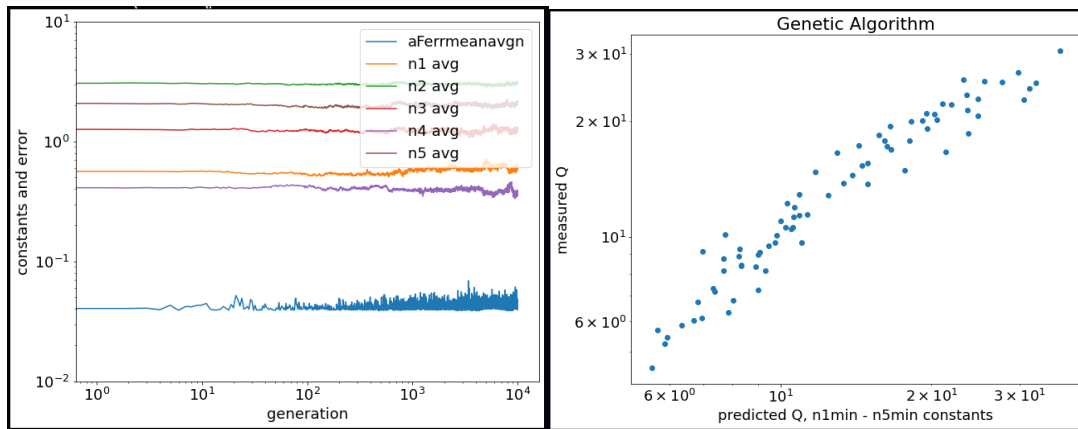 10¹
10⁰
10⁻¹
10⁻²
constants and error
aFerrmeanavgn
n1 avg
n2 avg
n3 avg
n4 avg
n5 avg
10⁰
10¹
10²
10³
10⁴
generation
Genetic Algorithm
3 × 10¹
2 × 10¹
10¹
6 × 10⁰
measured Q
6 × 10⁰
10¹
2 × 10¹
3 × 10¹
predicted Q, n1min - n5min constants